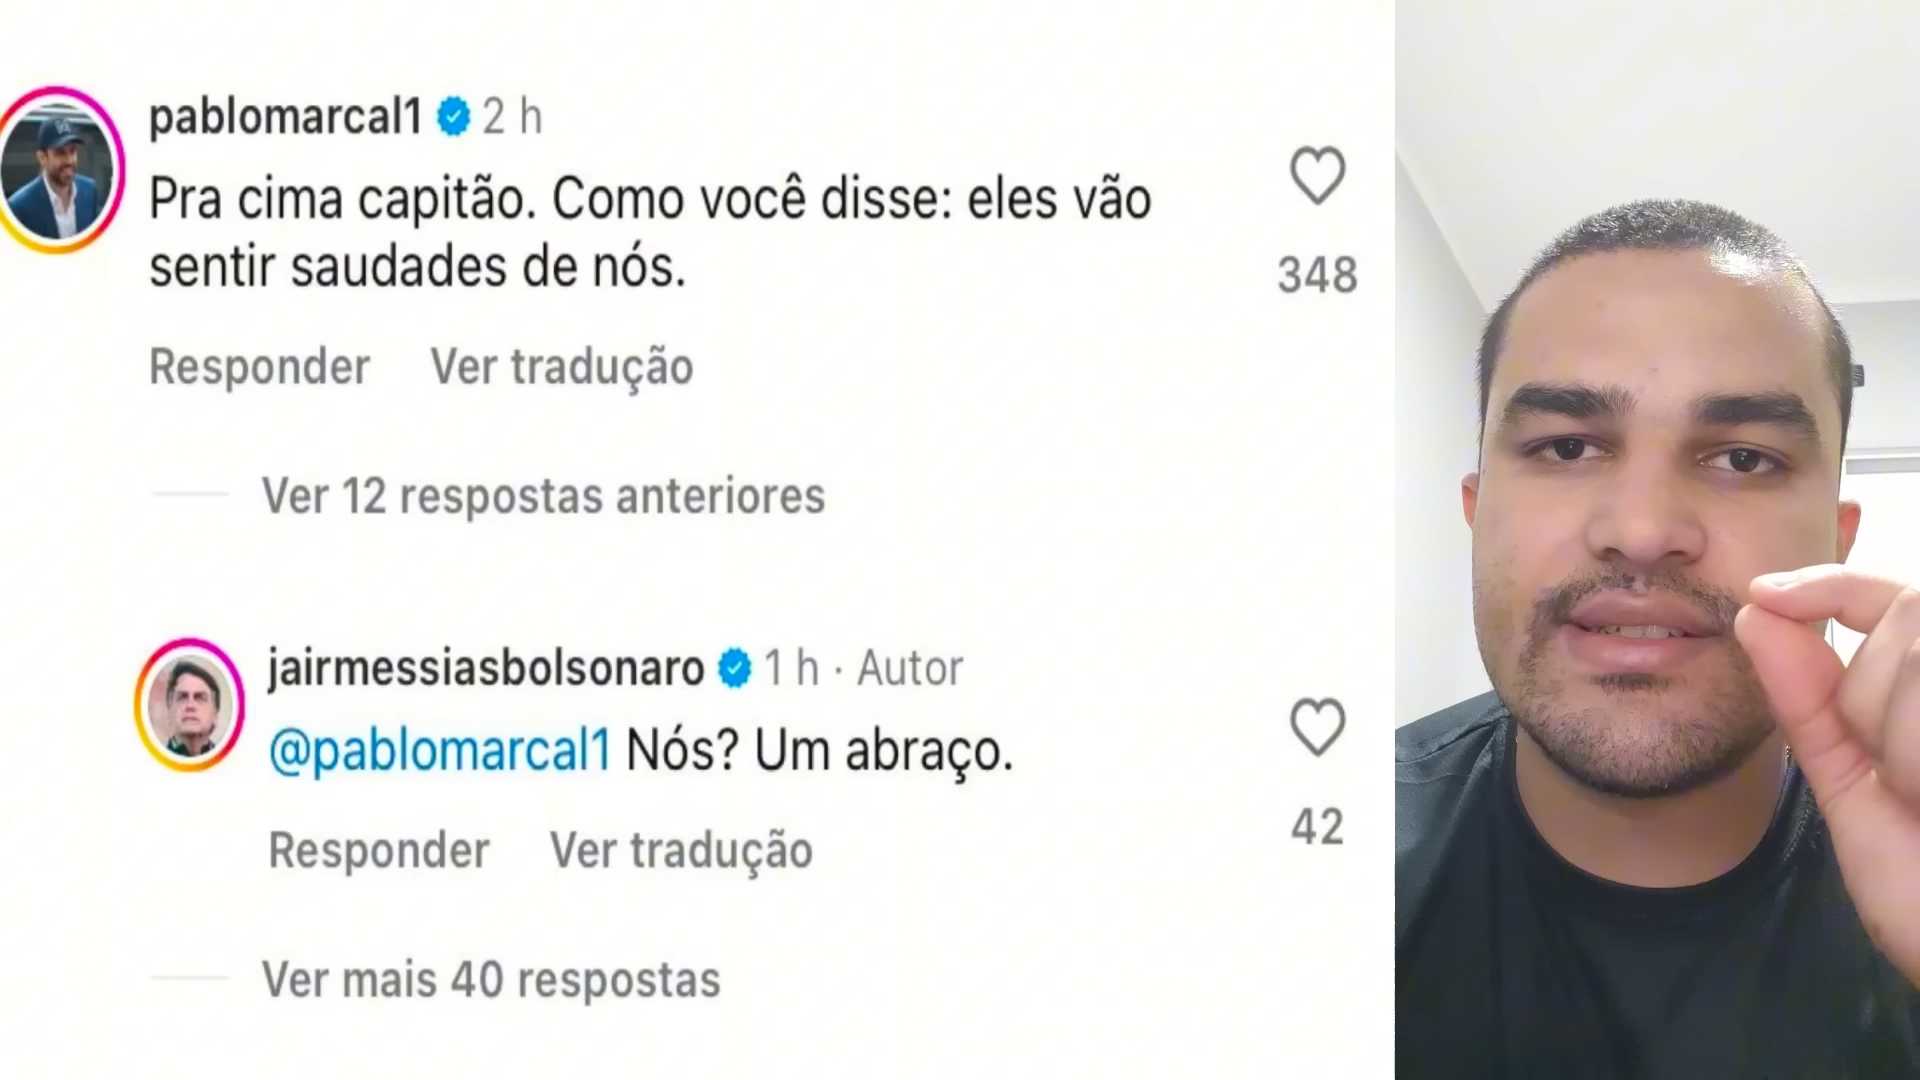 pablomarcal1 2 h
Pra cima capitão. Como você disse: eles vão
sentir saudades de nós.
348
Responder Ver tradução
Ver 12 respostas anteriores
jairmessiasbolsonaro 1 h · Autor
@pablomarcal1 Nós? Um abraço.
42
Responder Ver tradução
Ver mais 40 respostas